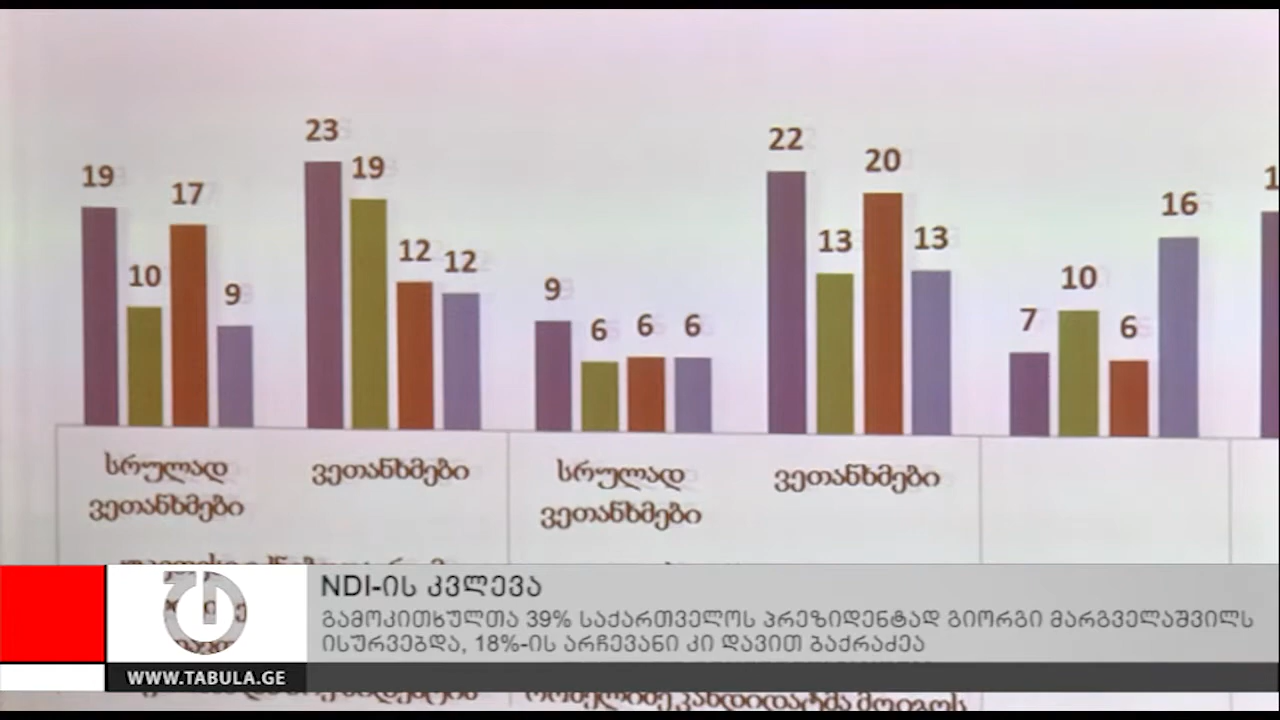 19 10 17 9 23 19 12 12 9 6 6 6 22 13 20 13 7 10 6 16
სრულად ვეთანხმები სრულად ვეთანხმები
ვეთანხმები ვეთანხმები
NDI-ის კვლევა
გამოკითხულთა 39% საქართველოს პრეზიდენტად გიორგი მარგველაშვილს
ისურვებდა, 18%-ის არჩევანი კი დავით ბაქრაძეა
WWW.TABULA.GE